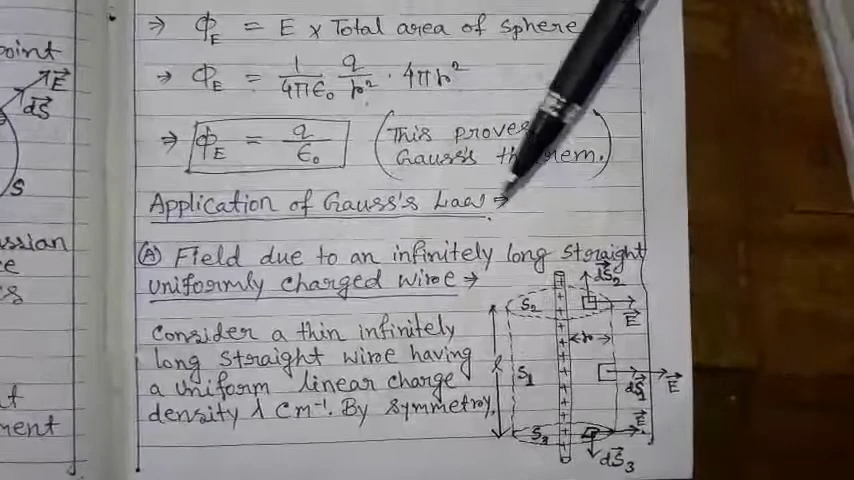 point
E
dS
S
ssian
e
s
t
ment
⇒ Φ_E = E × Total area of sphere
⇒ Φ_E = 1/4πϵ₀ q/r² · 4πr²
⇒ Φ_E = q/ϵ₀ (This proves
Gauss's theorem.)
Application of Gauss's Law →
(A) Field due to an infinitely long straight
uniformly charged wire →
Consider a thin infinitely
long straight wire having
a uniform linear charge
density λ Cm⁻¹. By symmetry,
dS₂
S₂
E
r
l
S₁
dS₁
E
E
S₃
dS₃